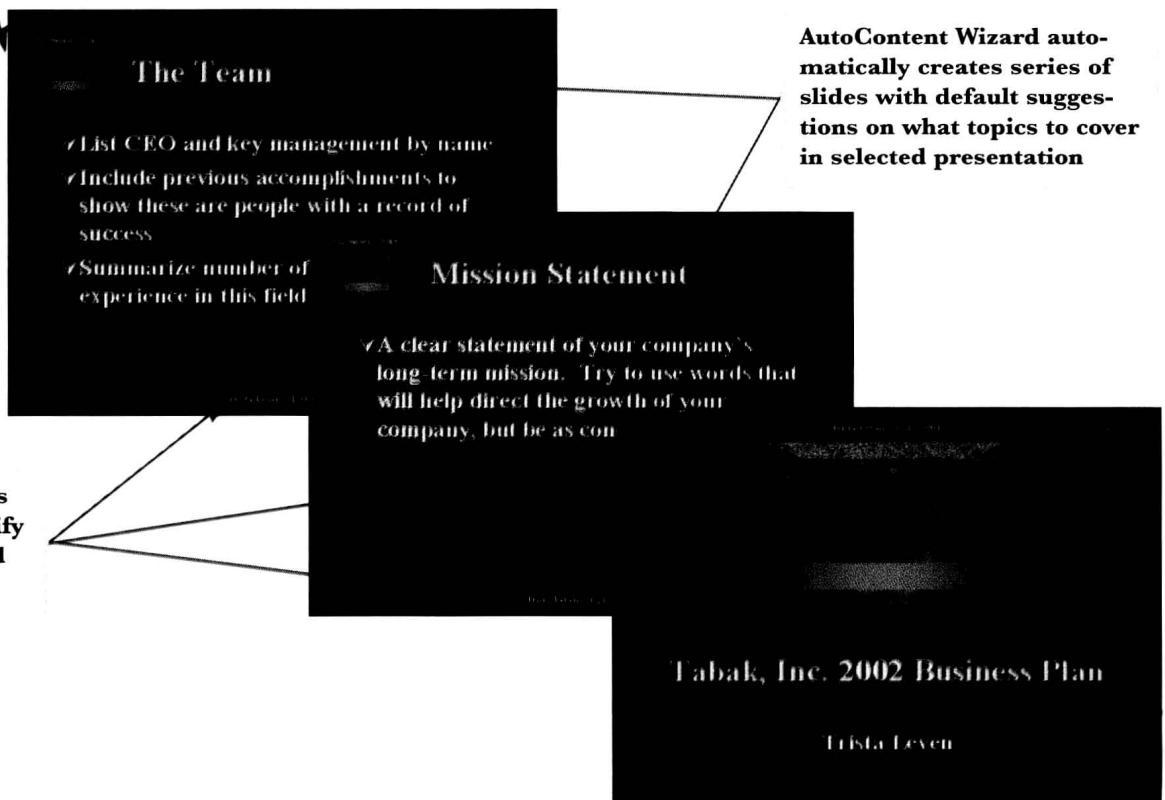 The Team
✓List CEO and key management by name
✓Include previous accomplishments to
show these are people with a record of
success
✓Summarize number of
experience in this field
AutoContent Wizard auto-
matically creates series of
slides with default sugges-
tions on what topics to cover
in selected presentation
Mission Statement
✓A clear statement of your company's
long-term mission. Try to use words that
will help direct the growth of your
company, but be as con
s
ify
l
Tabak, Inc. 2002 Business Plan
Trista Leven